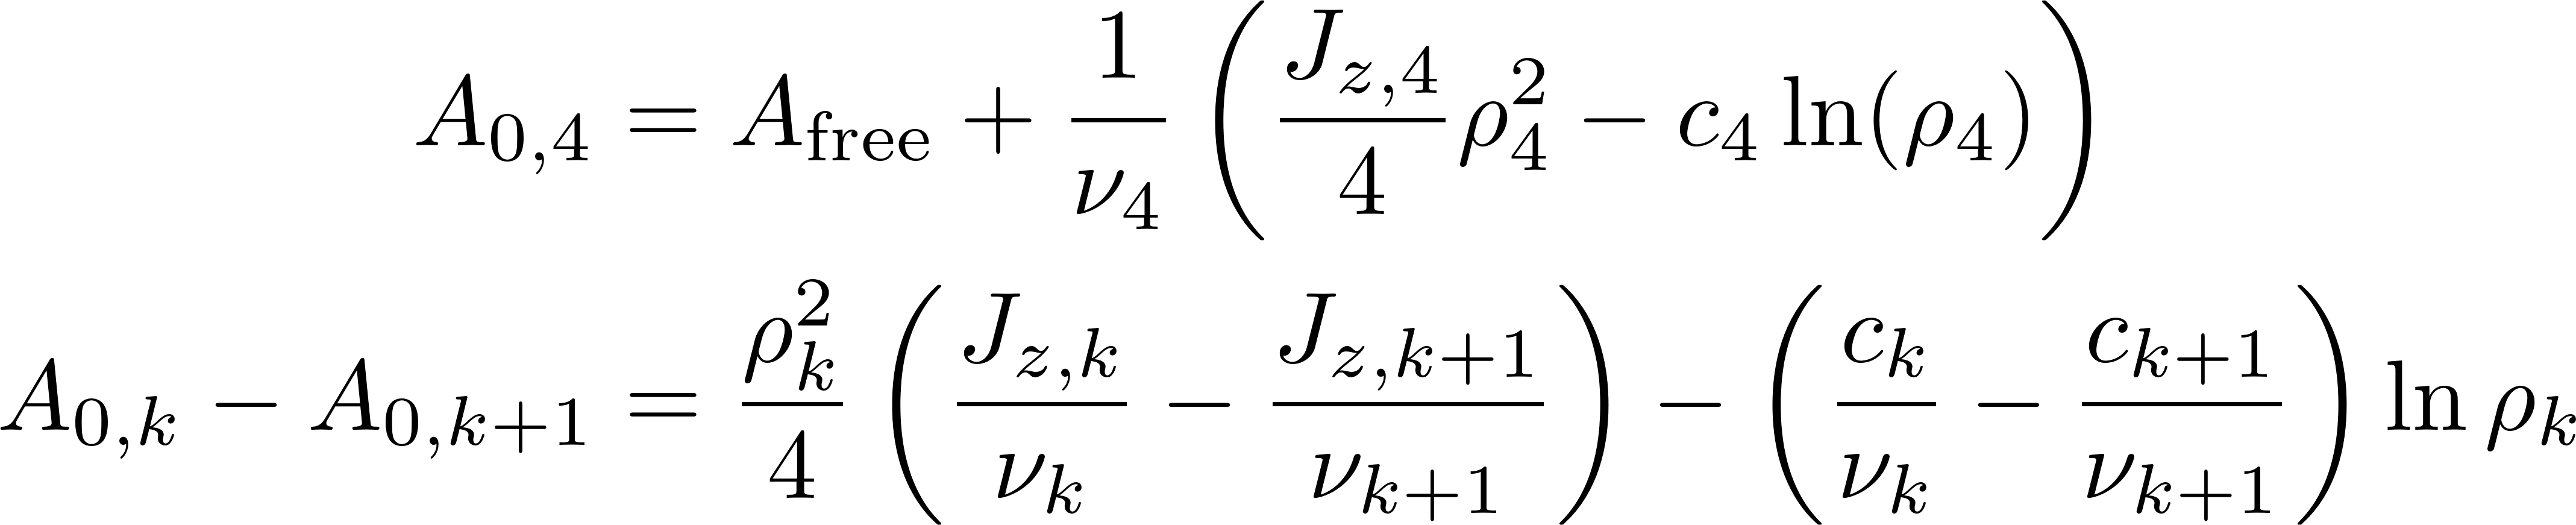 $A_{0,4} = A_{\text{free}} + \frac{1}{\nu_4} \left( \frac{J_{z,4}}{4} \rho_4^2 - c_4 \ln(\rho_4) \right)$
$A_{0,k} - A_{0,k+1} = \frac{\rho_k^2}{4} \left( \frac{J_{z,k}}{\nu_k} - \frac{J_{z,k+1}}{\nu_{k+1}} \right) - \left( \frac{c_k}{\nu_k} - \frac{c_{k+1}}{\nu_{k+1}} \right) \ln \rho_k$